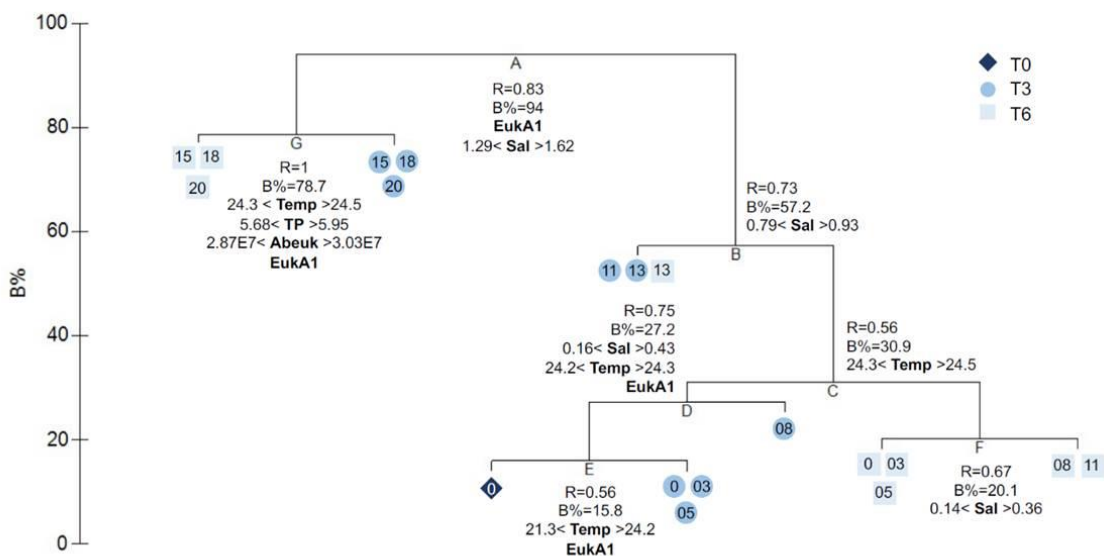 100
80
60
40
20
0
B%
T0
T3
T6
A
R=0.83
B%=94
EukA1
1.29< Sal >1.62
G
R=1
B%=78.7
24.3 < Temp >24.5
5.68< TP >5.95
2.87E7< Abeuk >3.03E7
EukA1
15 18
20
15 18
20
R=0.73
B%=57.2
0.79< Sal >0.93
B
11 13 13
R=0.75
B%=27.2
0.16< Sal >0.43
24.2< Temp >24.3
EukA1
R=0.56
B%=30.9
24.3< Temp >24.5
C
D
08
E
R=0.56
B%=15.8
21.3< Temp >24.2
EukA1
0
0 03
05
F
R=0.67
B%=20.1
0.14< Sal >0.36
0 03
05
08 11